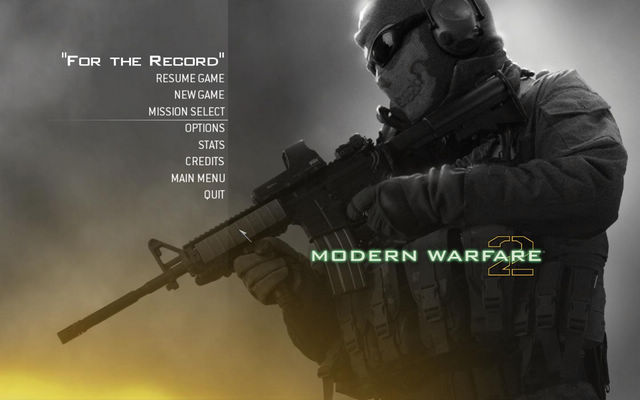 "For the Record"
RESUME GAME
NEW GAME
MISSION SELECT
OPTIONS
STATS
CREDITS
MAIN MENU
QUIT
MODERN WARFARE 2